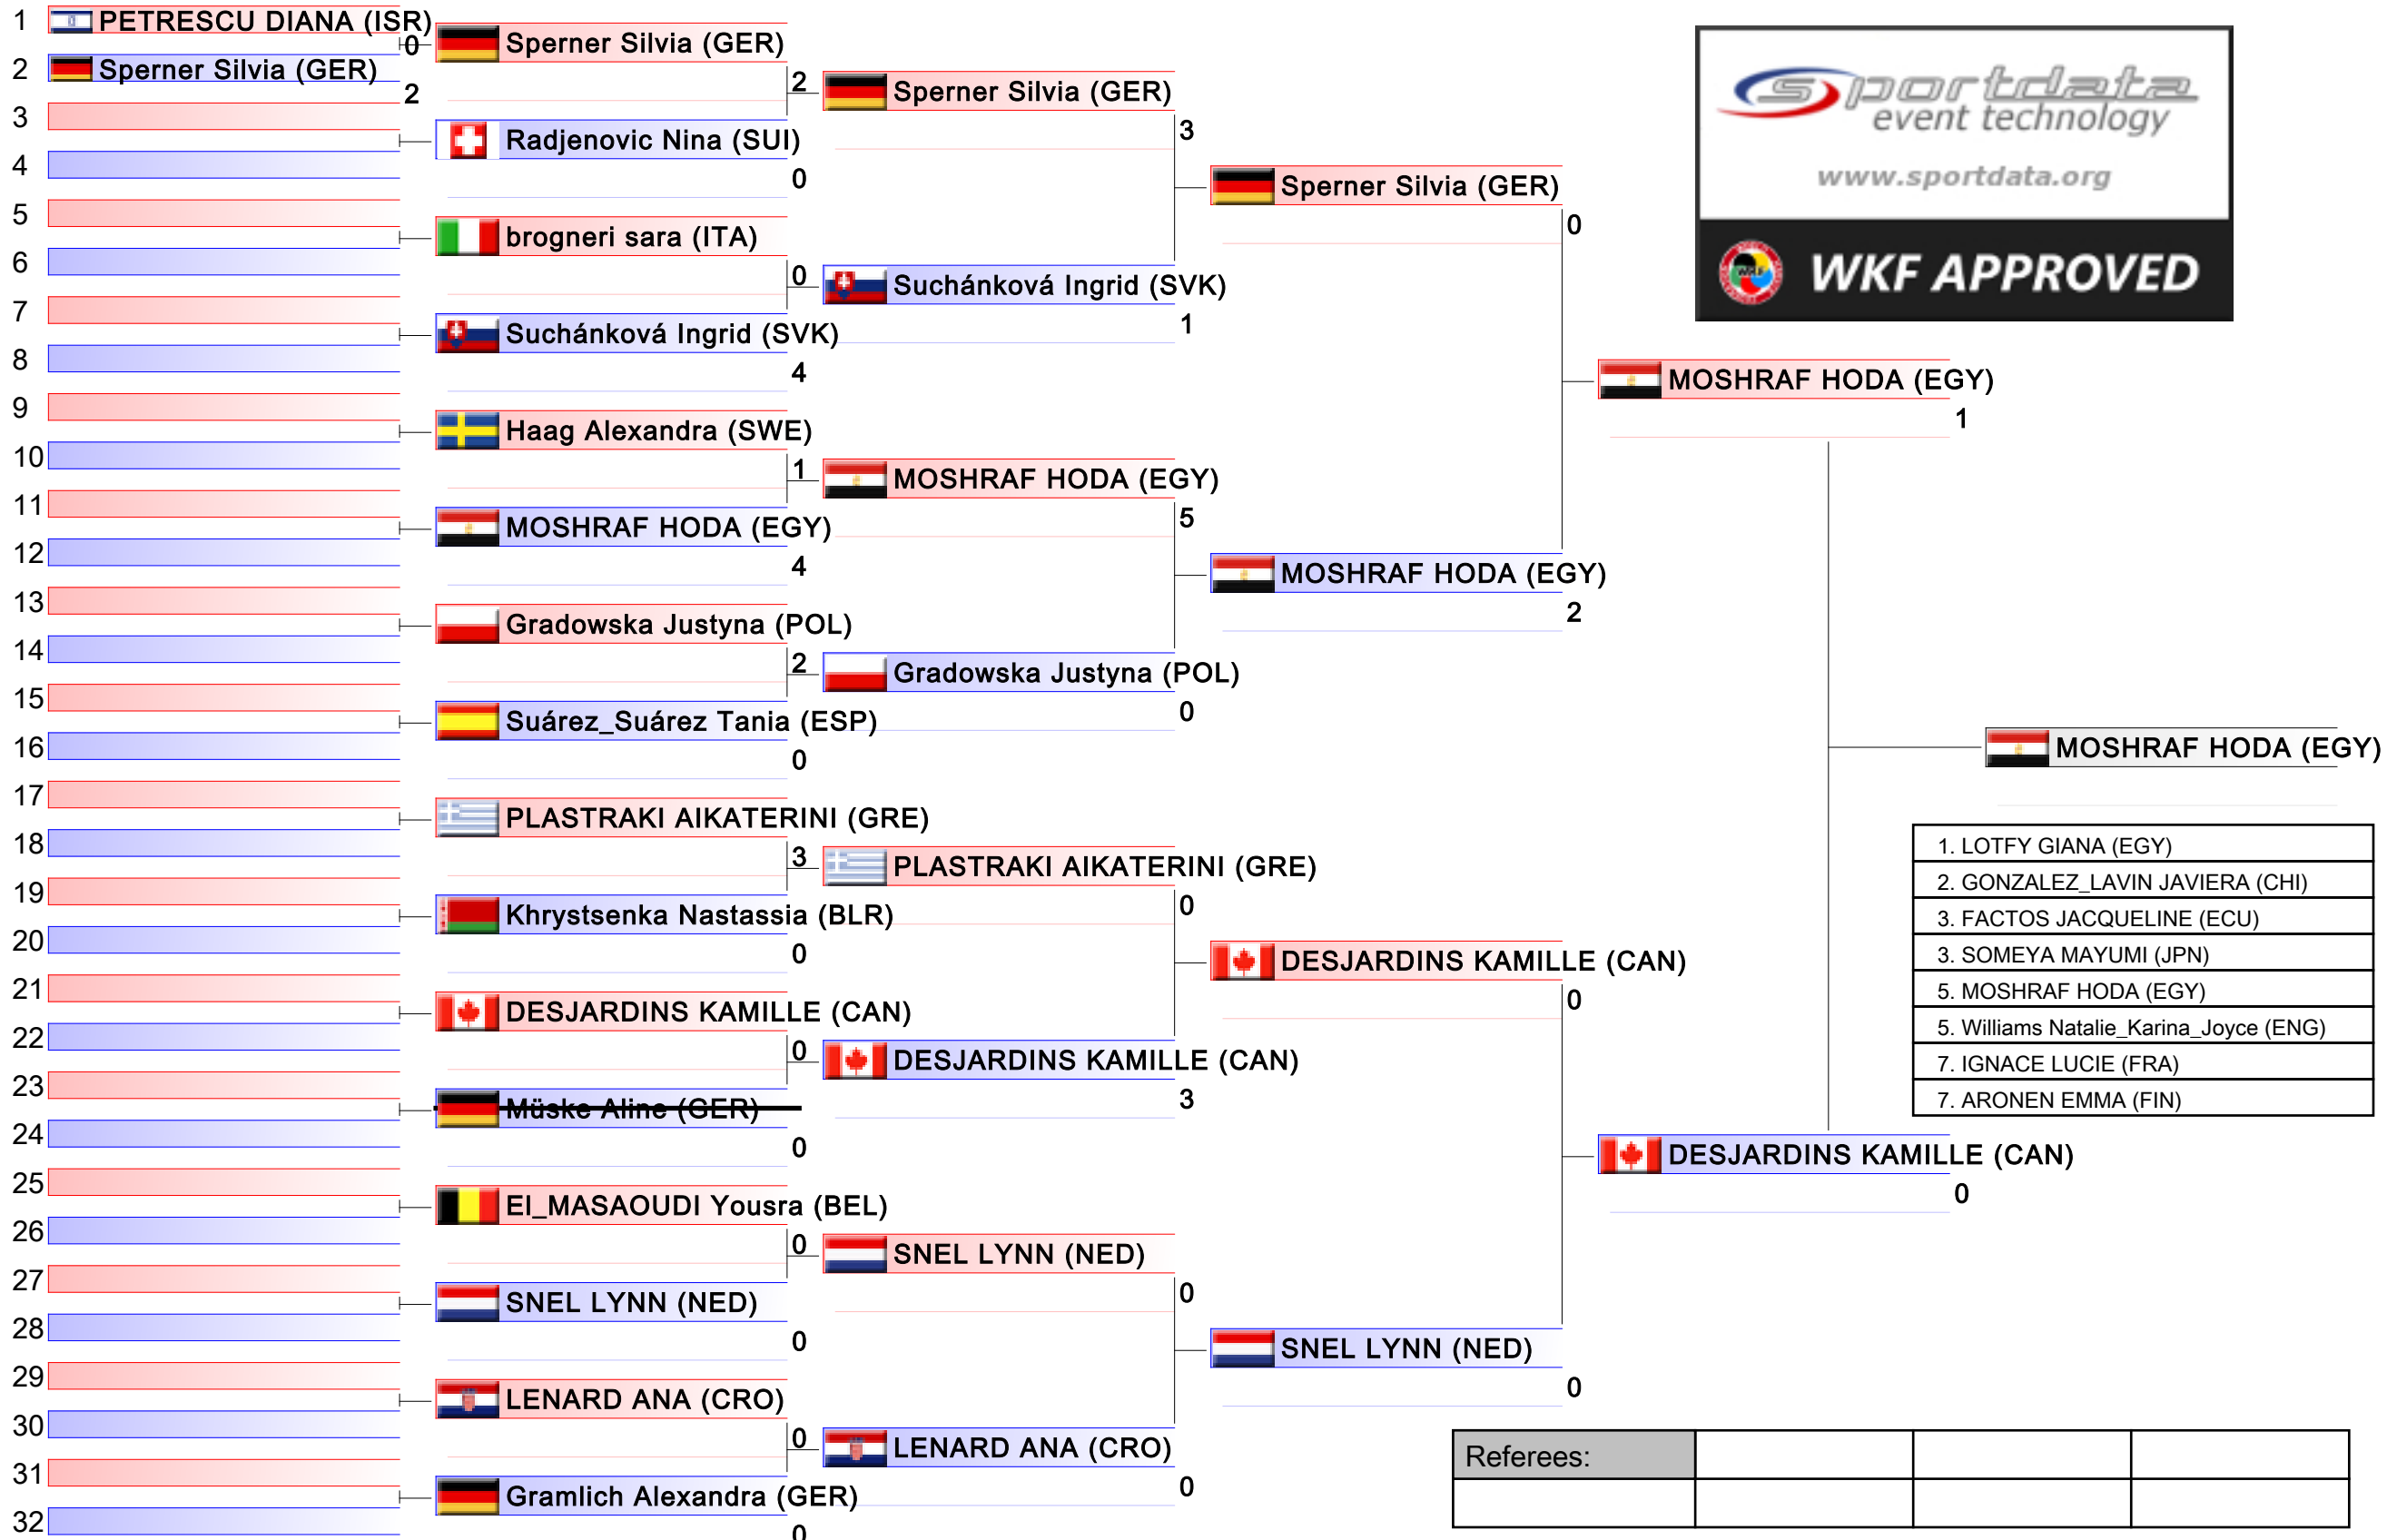 1 PETRESCU DIANA (ISR)
0
2 Sperner Silvia (GER)
2
3
4
5
6
7
8
9
10
11
12
13
14
15
16
17
18
19
20
21
22
23
24
25
26
27
28
29
30
31
32
Sperner Silvia (GER)
2
Radjenovic Nina (SUI)
0
brogneri sara (ITA)
0
Suchánková Ingrid (SVK)
4
Haag Alexandra (SWE)
1
MOSHRAF HODA (EGY)
4
Gradowska Justyna (POL)
2
Suárez_Suárez Tania (ESP)
0
PLASTRAKI AIKATERINI (GRE)
3
Khrystsenka Nastassia (BLR)
0
DESJARDINS KAMILLE (CAN)
0
Müske Aline (GER)
0
El_MASAOUDI Yousra (BEL)
0
SNEL LYNN (NED)
0
LENARD ANA (CRO)
0
Gramlich Alexandra (GER)
0
Sperner Silvia (GER)
3
Suchánková Ingrid (SVK)
1
MOSHRAF HODA (EGY)
5
Gradowska Justyna (POL)
0
PLASTRAKI AIKATERINI (GRE)
0
DESJARDINS KAMILLE (CAN)
3
SNEL LYNN (NED)
0
LENARD ANA (CRO)
0
Sperner Silvia (GER)
0
MOSHRAF HODA (EGY)
2
DESJARDINS KAMILLE (CAN)
0
SNEL LYNN (NED)
0
MOSHRAF HODA (EGY)
1
DESJARDINS KAMILLE (CAN)
0
MOSHRAF HODA (EGY)
sportdata
event technology
www.sportdata.org
WKF WKF APPROVED
1. LOTFY GIANA (EGY)
2. GONZALEZ_LAVIN JAVIERA (CHI)
3. FACTOS JACQUELINE (ECU)
3. SOMEYA MAYUMI (JPN)
5. MOSHRAF HODA (EGY)
5. Williams Natalie_Karina_Joyce (ENG)
7. IGNACE LUCIE (FRA)
7. ARONEN EMMA (FIN)
Referees: